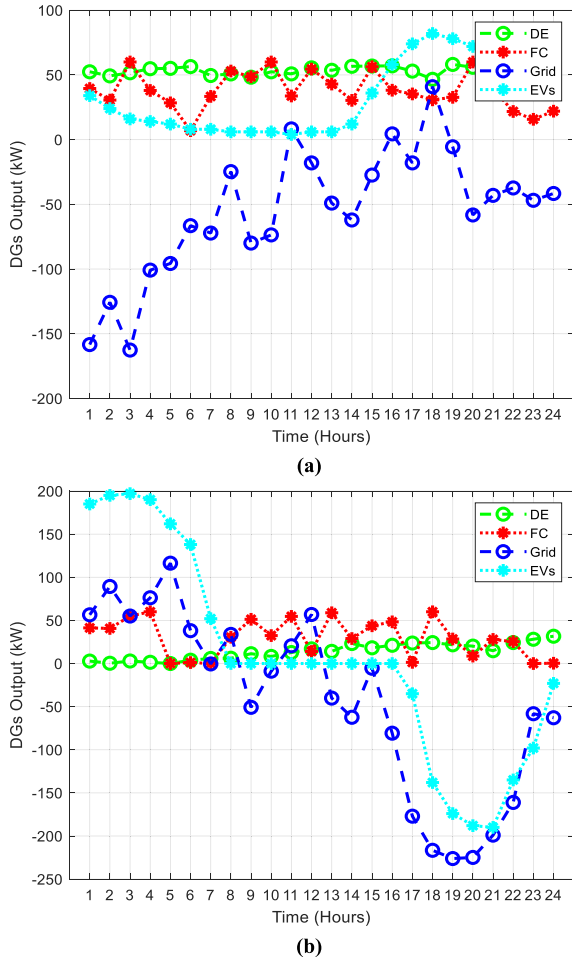 100
50
0
-50
-100
-150
-200
DGs Output (kW)
DE
FC
Grid
EVs
1 2 3 4 5 6 7 8 9 10 11 12 13 14 15 16 17 18 19 20 21 22 23 24
Time (Hours)
(a)
200
150
100
50
0
-50
-100
-150
-200
-250
DGs Output (kW)
DE
FC
Grid
EVs
1 2 3 4 5 6 7 8 9 10 11 12 13 14 15 16 17 18 19 20 21 22 23 24
Time (Hours)
(b)